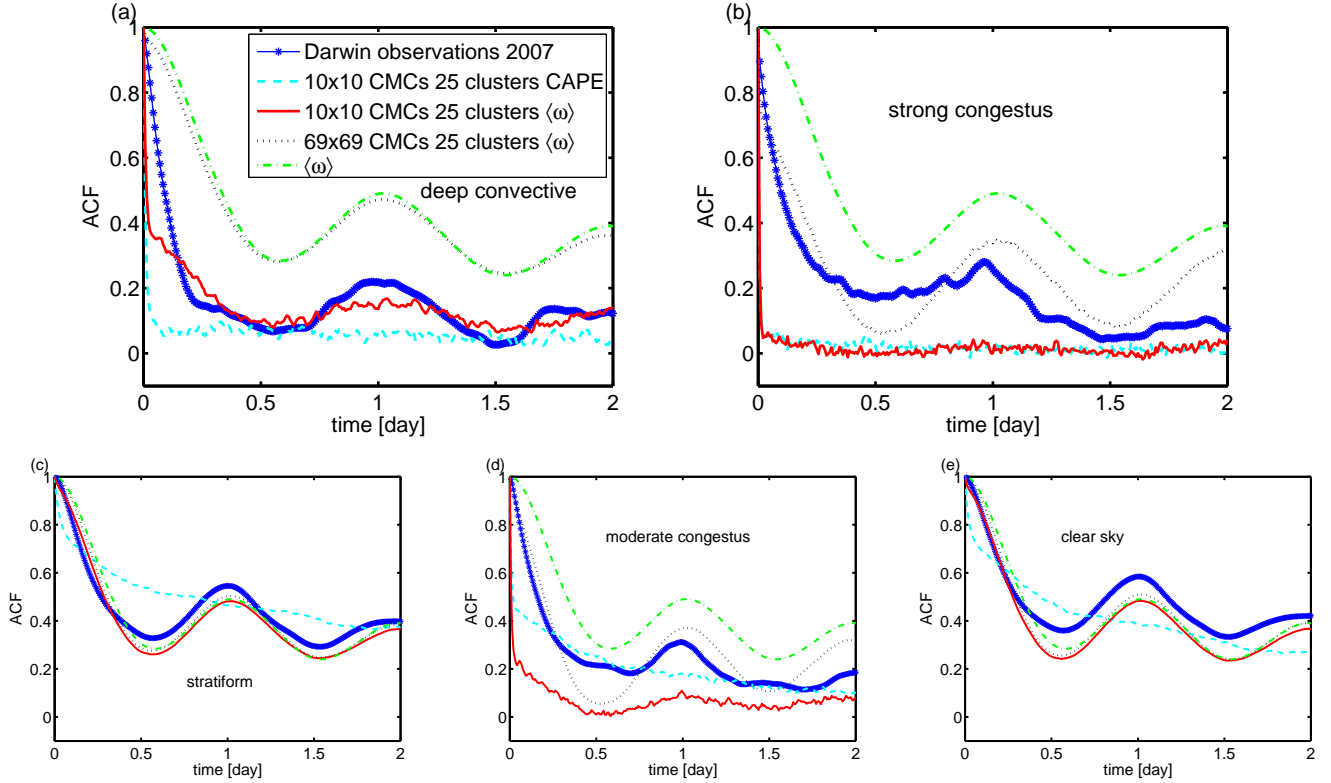 (a)
1
0.8
0.6
0.4
0.2
0
ACF
Darwin observations 2007
10x10 CMCs 25 clusters CAPE
10x10 CMCs 25 clusters ⟨ω⟩
69x69 CMCs 25 clusters ⟨ω⟩
⟨ω⟩
deep convective
0 0.5 1 1.5 2
time [day]
(b)
1
0.8
0.6
0.4
0.2
0
ACF
strong congestus
0 0.5 1 1.5 2
time [day]
(c)
1
0.8
0.6
0.4
0.2
0
ACF
stratiform
0 0.5 1 1.5 2
time [day]
(d)
1
0.8
0.6
0.4
0.2
0
ACF
moderate congestus
0 0.5 1 1.5 2
time [day]
(e)
1
0.8
0.6
0.4
0.2
0
ACF
clear sky
0 0.5 1 1.5 2
time [day]